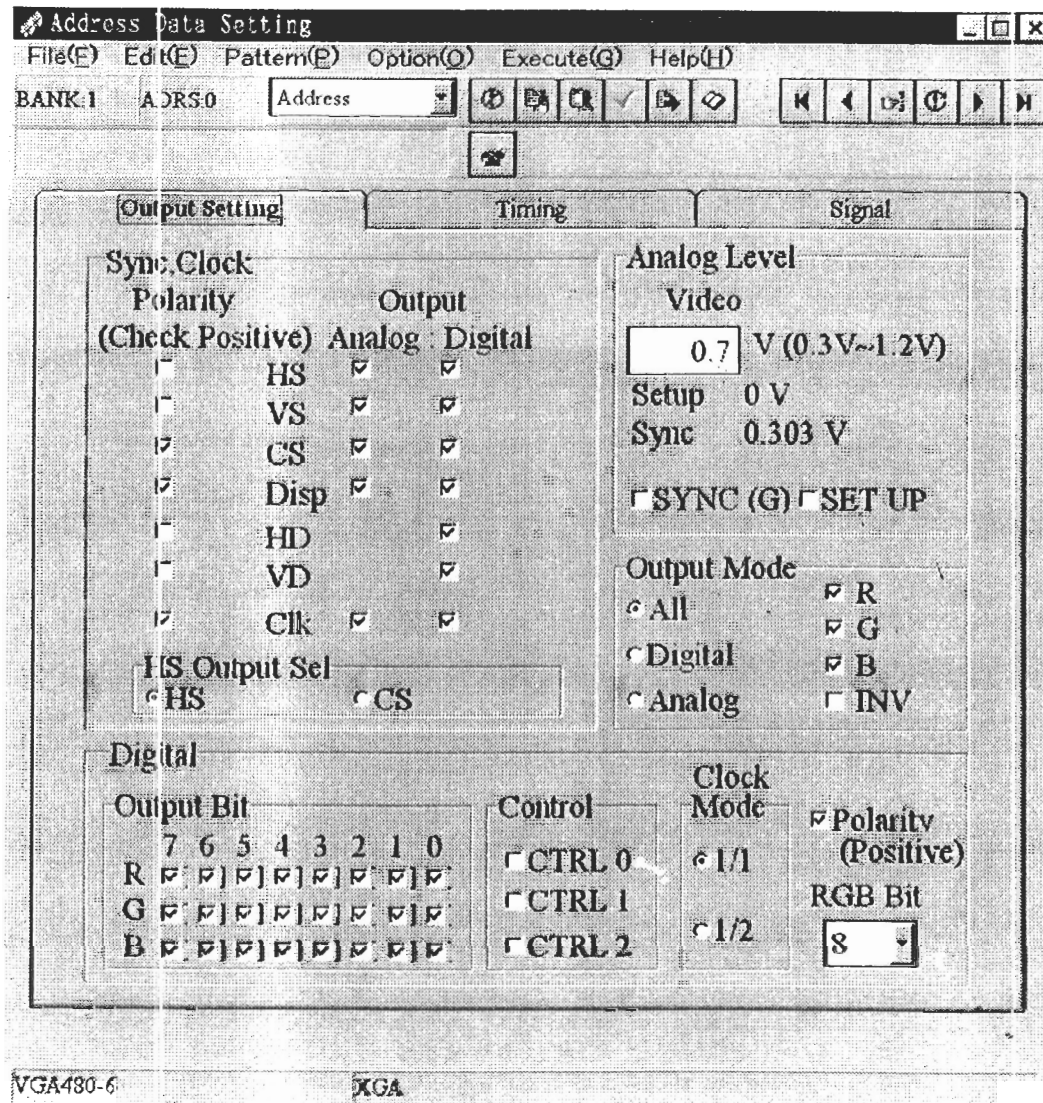 Address Data Setting
File(F) Edit(E) Pattern(P) Option(O) Execute(G) Help(H)
BANK:1 ADRS:0 Address
Output Setting Timing Signal
Sync,Clock
Polarity Output
(Check Positive) Analog : Digital
HS
VS
CS
Disp
HD
VD
Clk
HS Output Sel
HS CS
Analog Level
Video
0.7 V (0.3V~1.2V)
Setup 0 V
Sync 0.303 V
SYNC (G) SET UP
Output Mode
All R
G
Digital B
Analog INV
Digital
Output Bit
7 6 5 4 3 2 1 0
R
G
B
Control
CTRL 0
CTRL 1
CTRL 2
Clock
Mode
1/1
1/2
Polarity
(Positive)
RGB Bit
8
VGA480-6 XGA